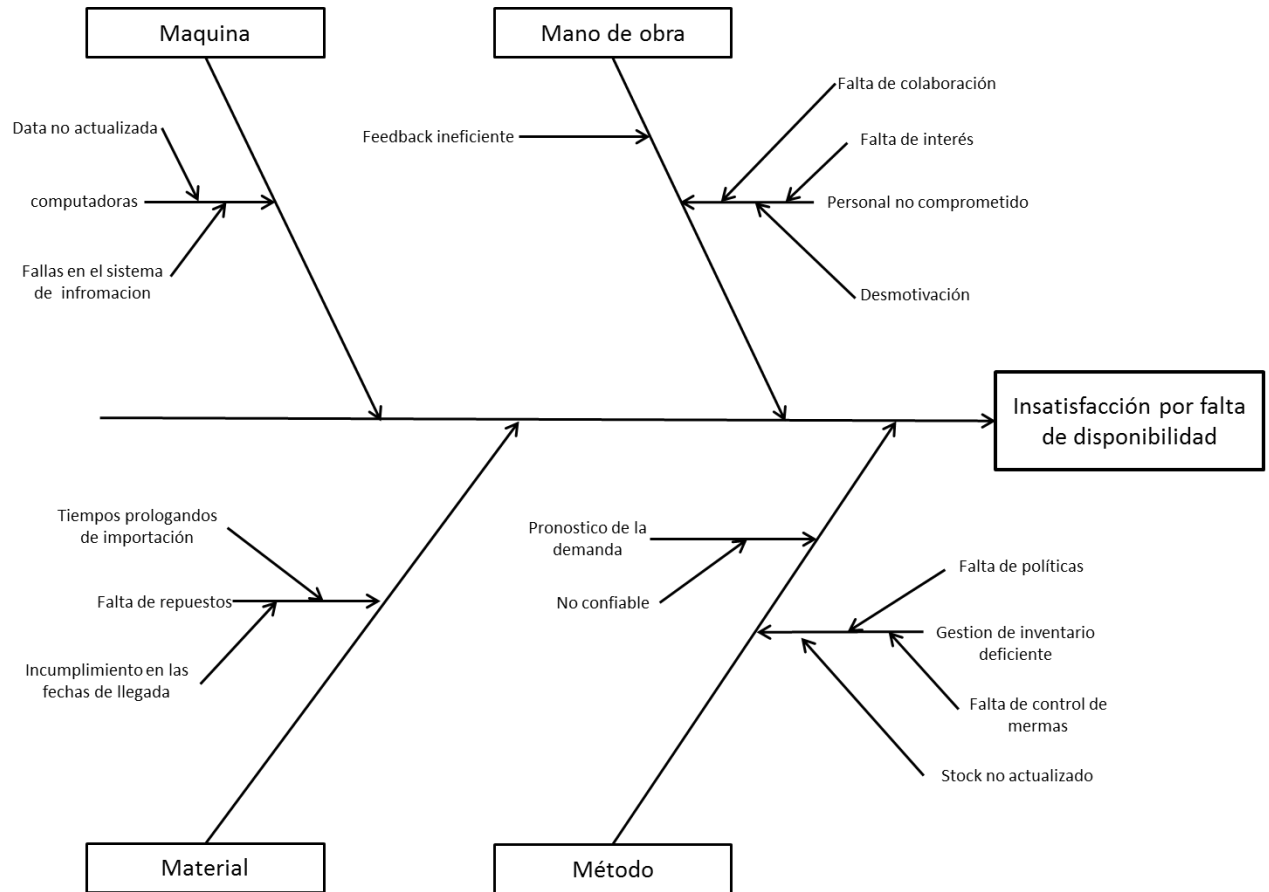 Maquina
Mano de obra
Data no actualizada
computadoras
Fallas en el sistema
de infromacion
Feedback ineficiente
Falta de colaboración
Falta de interés
Personal no comprometido
Desmotivación
Insatisfacción por falta
de disponibilidad
Tiempos prologandos
de importación
Falta de repuestos
Incumplimiento en las
fechas de llegada
Pronostico de la
demanda
No confiable
Falta de políticas
Gestion de inventario
deficiente
Falta de control de
mermas
Stock no actualizado
Material
Método